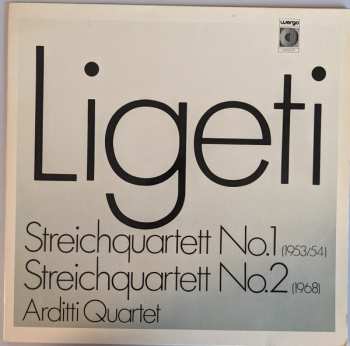 wergo
Ligeti
Streichquartett No.1 (1953/54)
Streichquartett No.2 (1968)
Arditti Quartet